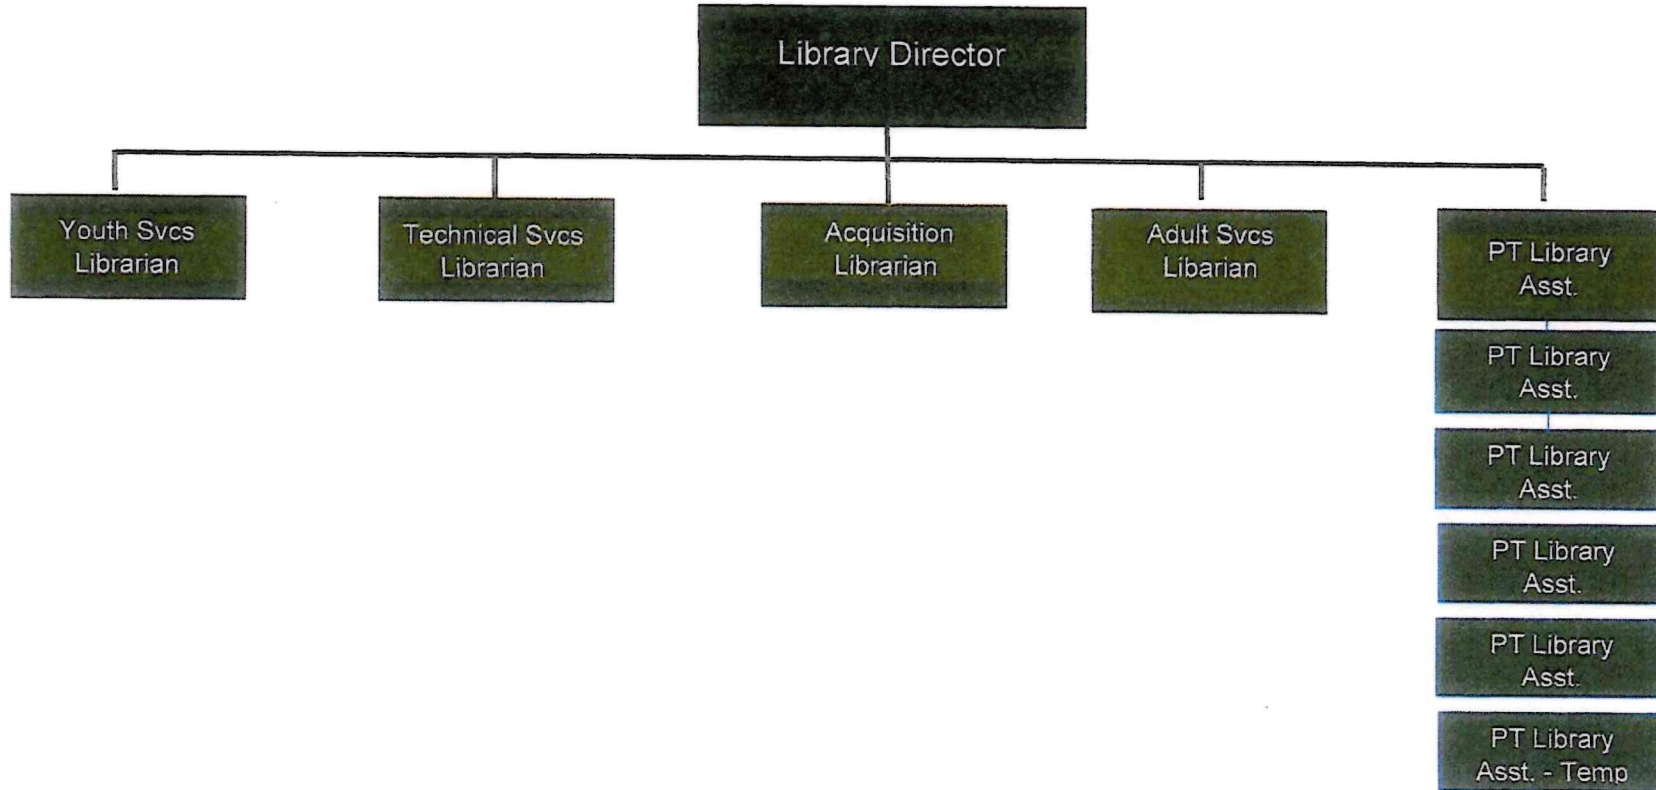 Library Director
Youth Svcs
Librarian
Technical Svcs
Librarian
Acquisition
Librarian
Adult Svcs
Libarian
PT Library
Asst.
PT Library
Asst.
PT Library
Asst.
PT Library
Asst.
PT Library
Asst.
PT Library
Asst. - Temp